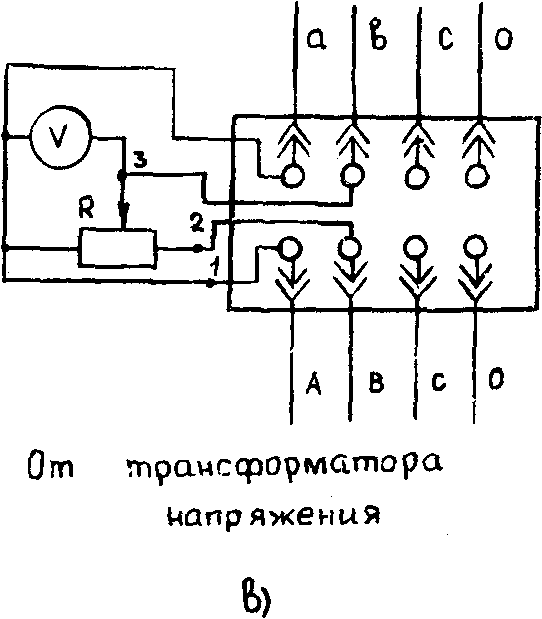 а в с о
V
3
R
2
1
А В С О
От трансформатора
напряжения
в)